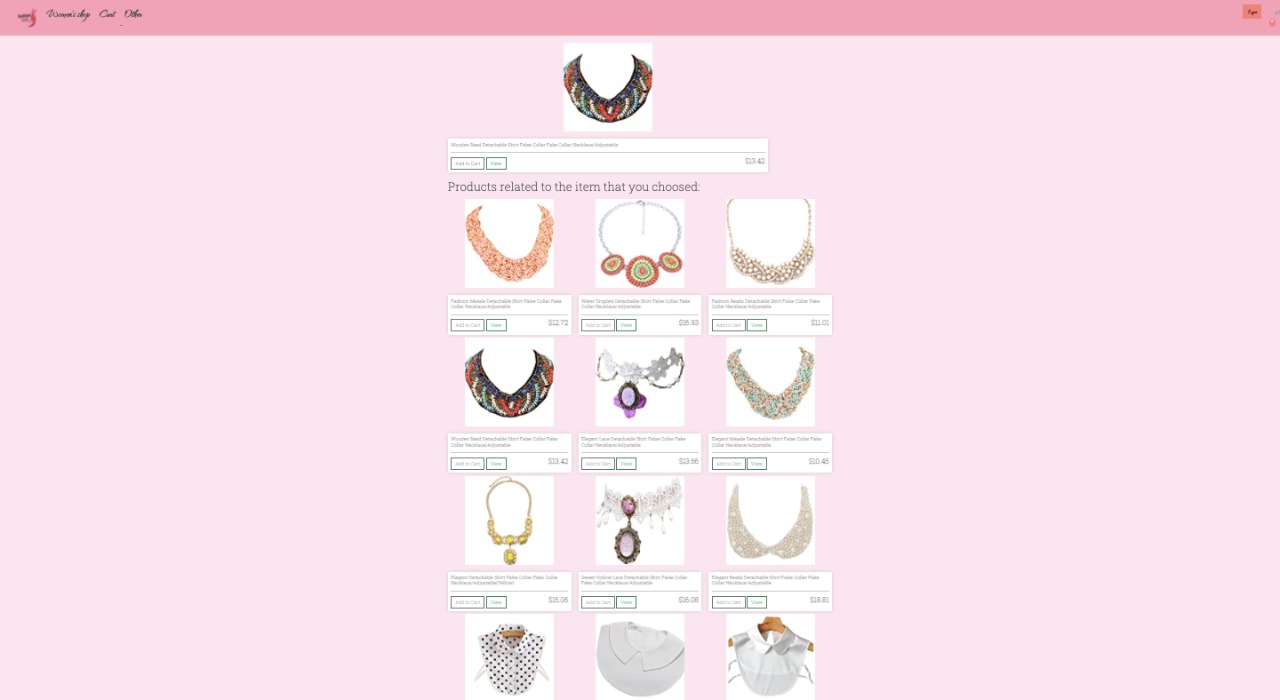 Women's shop Cart Other
Wooden Bead Detachable Shirt False Collar Fake Collar Necklace/Adjustable
Add to Cart View $13.42
Products related to the item that you choosed:
Fashion Measle Detachable Shirt False Collar Fake
Collar Necklace/Adjustable
Add to Cart View $12.72
Water Droplets Detachable Shirt False Collar Fake
Collar Necklace/Adjustable
Add to Cart View $16.93
Fashion Beads Detachable Shirt False Collar Fake
Collar Necklace/Adjustable
Add to Cart View $11.01
Wooden Bead Detachable Shirt False Collar Fake
Collar Necklace/Adjustable
Add to Cart View $13.42
Elegant Lace Detachable Shirt False Collar Fake
Collar Necklace/Adjustable
Add to Cart View $13.56
Elegant Measle Detachable Shirt False Collar Fake
Collar Necklace/Adjustable
Add to Cart View $10.45
Elegant Detachable Shirt False Collar Fake Collar
Necklace/Adjustable(Yellow)
Add to Cart View $15.06
Sweet Hollow Lace Detachable Shirt False Collar
Fake Collar Necklace/Adjustable
Add to Cart View $16.08
Elegant Beads Detachable Shirt False Collar Fake
Collar Necklace/Adjustable
Add to Cart View $18.81